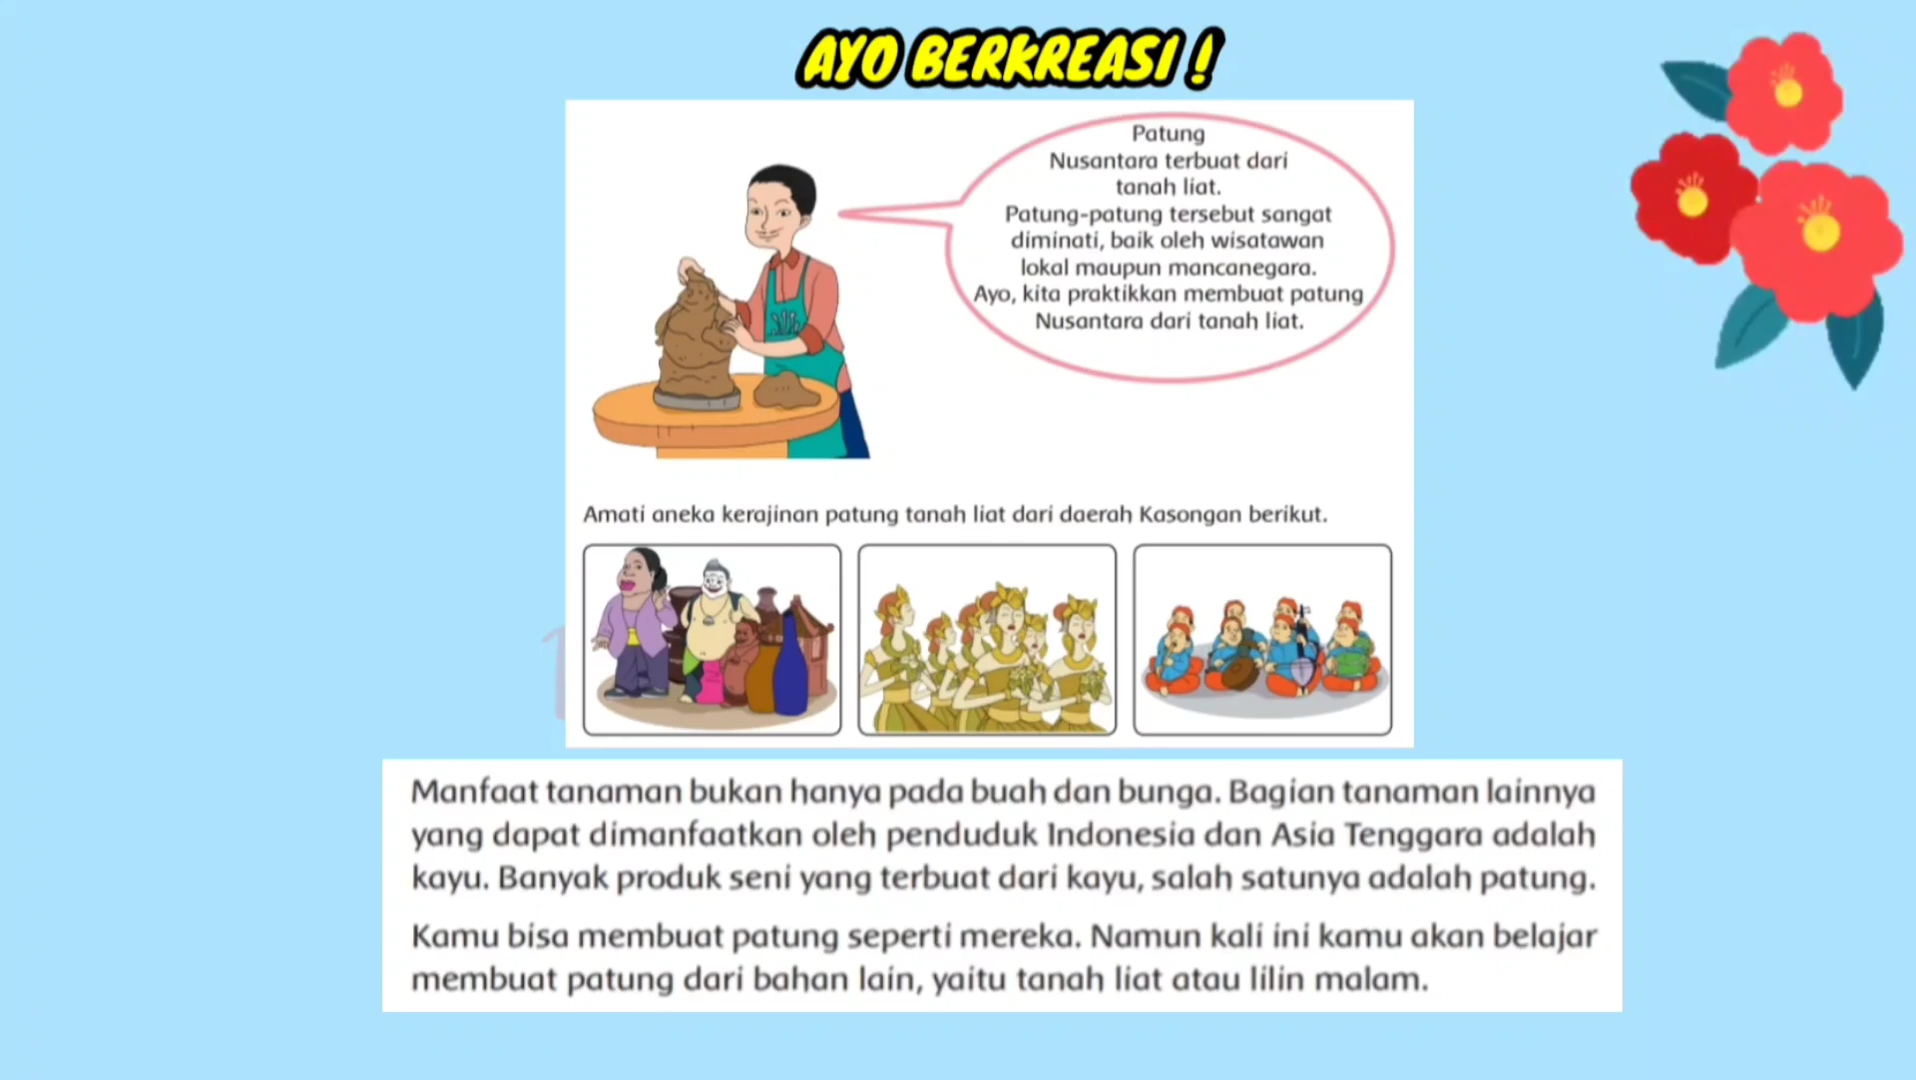 AYO BERKREASI !
Patung
Nusantara terbuat dari
tanah liat.
Patung-patung tersebut sangat
diminati, baik oleh wisatawan
lokal maupun mancanegara.
Ayo, kita praktikkan membuat patung
Nusantara dari tanah liat.
Amati aneka kerajinan patung tanah liat dari daerah Kasongan berikut.
Manfaat tanaman bukan hanya pada buah dan bunga. Bagian tanaman lainnya
yang dapat dimanfaatkan oleh penduduk Indonesia dan Asia Tenggara adalah
kayu. Banyak produk seni yang terbuat dari kayu, salah satunya adalah patung.
Kamu bisa membuat patung seperti mereka. Namun kali ini kamu akan belajar
membuat patung dari bahan lain, yaitu tanah liat atau lilin malam.